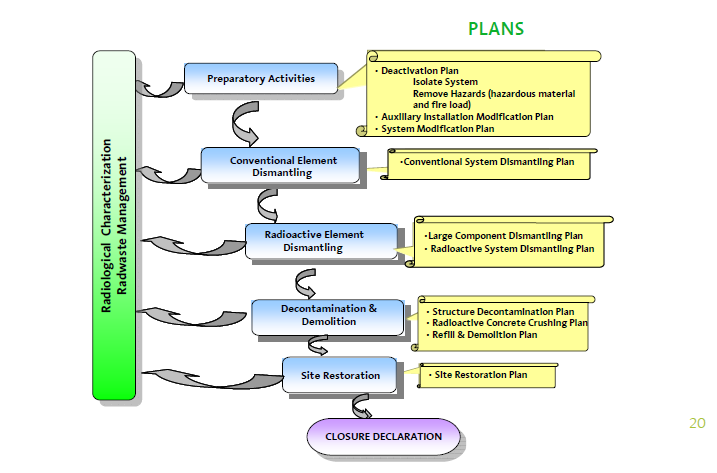 PLANS
Preparatory Activities
• Deactivation Plan
Isolate System
Remove Hazards (hazardous material
and fire load)
• Auxiliary Installation Modification Plan
• System Modification Plan
Conventional Element
Dismantling
•Conventional System Dismantling Plan
Radioactive Element
Dismantling
•Large Component Dismantling Plan
• Radioactive System Dismantling Plan
Decontamination &
Demolition
• Structure Decontamination Plan
• Radioactive Concrete Crushing Plan
• Refill & Demolition Plan
Site Restoration
• Site Restoration Plan
CLOSURE DECLARATION
Radiological Characterization
Radwaste Management
20